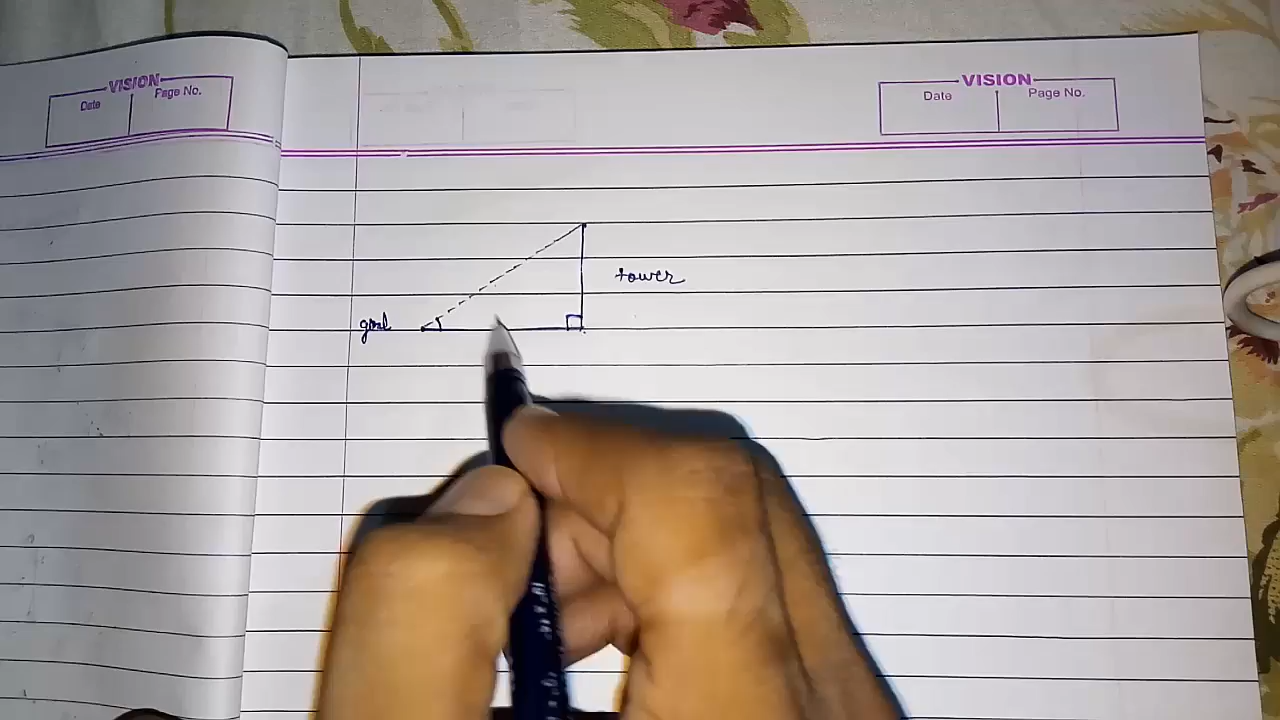 VISION
Date Page No.
VISION
Date Page No.
tower
goal